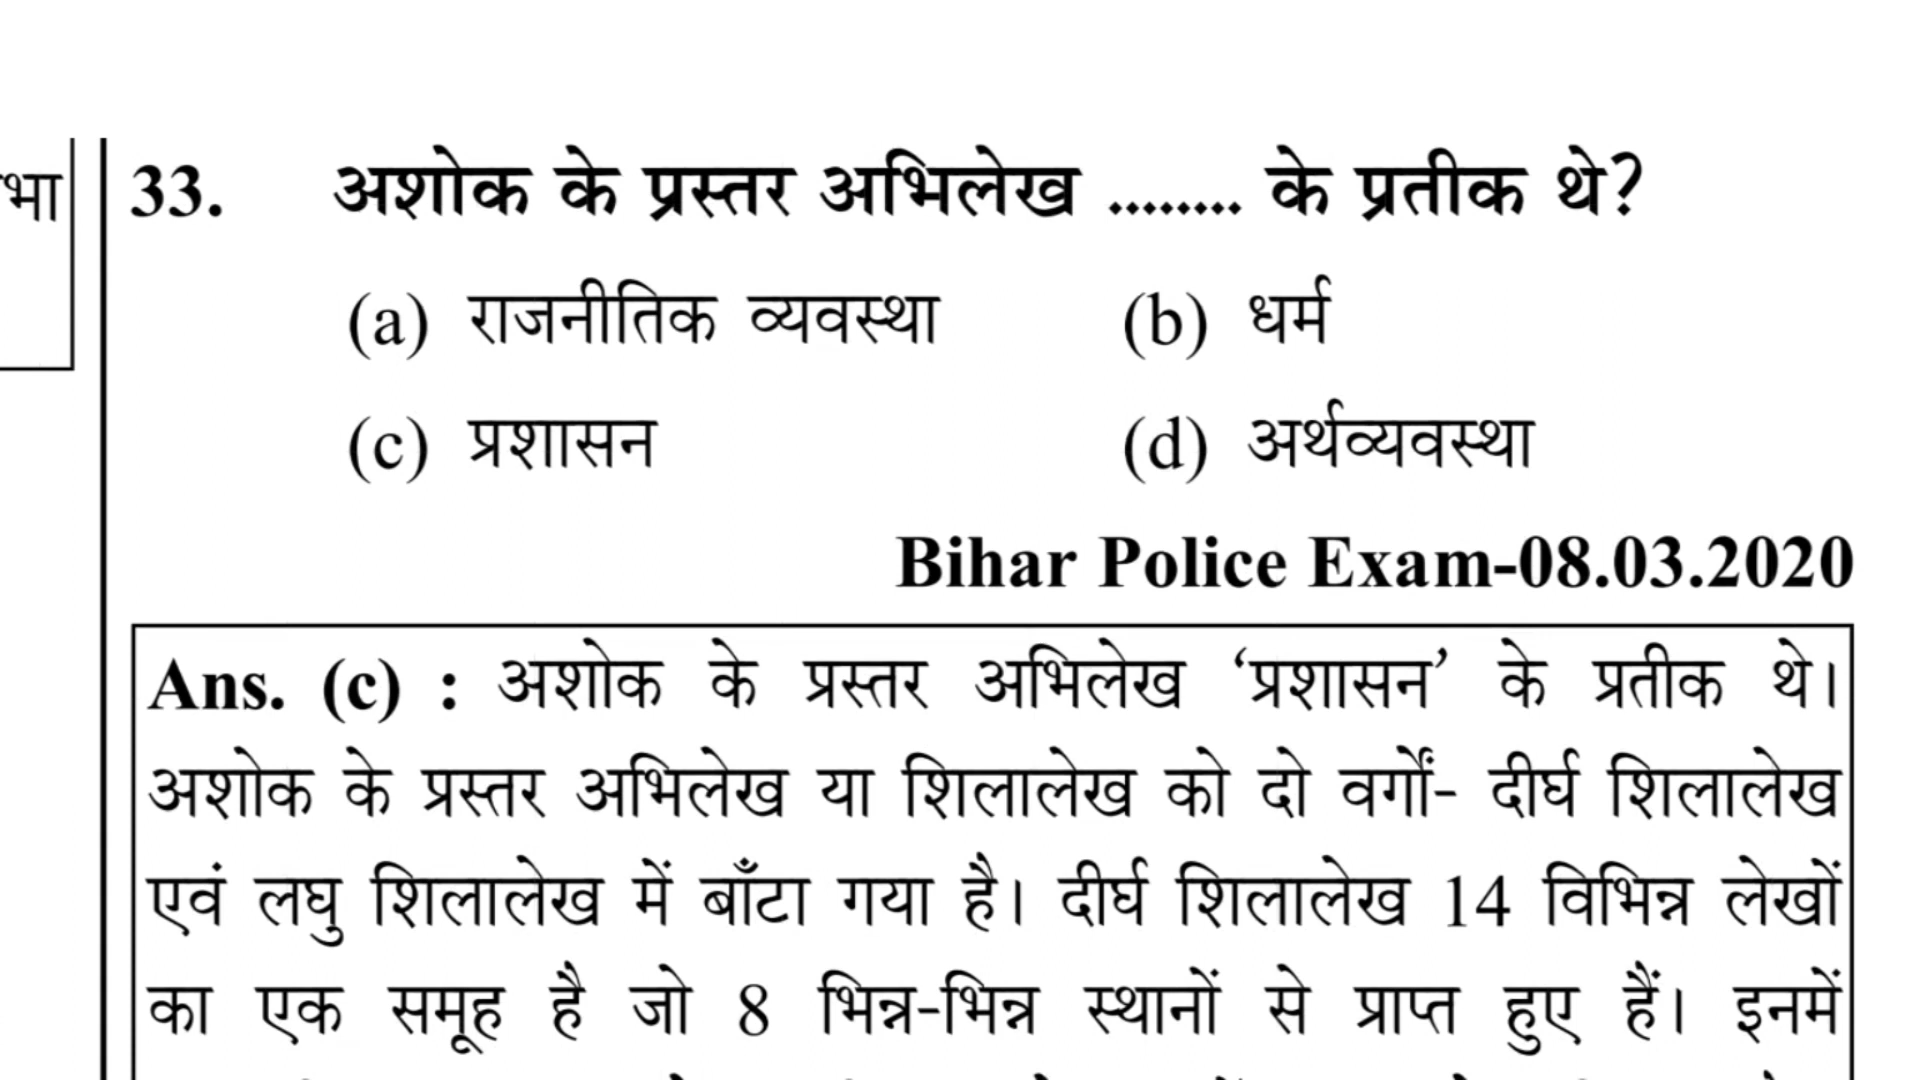 भा
33. अशोक के प्रस्तर अभिलेख ........ के प्रतीक थे?
(a) राजनीतिक व्यवस्था (b) धर्म
(c) प्रशासन (d) अर्थव्यवस्था
Bihar Police Exam-08.03.2020
Ans. (c) : अशोक के प्रस्तर अभिलेख ‘प्रशासन’ के प्रतीक थे।
अशोक के प्रस्तर अभिलेख या शिलालेख को दो वर्गों- दीर्घ शिलालेख
एवं लघु शिलालेख में बाँटा गया है। दीर्घ शिलालेख 14 विभिन्न लेखों
का एक समूह है जो 8 भिन्न-भिन्न स्थानों से प्राप्त हुए हैं। इनमें